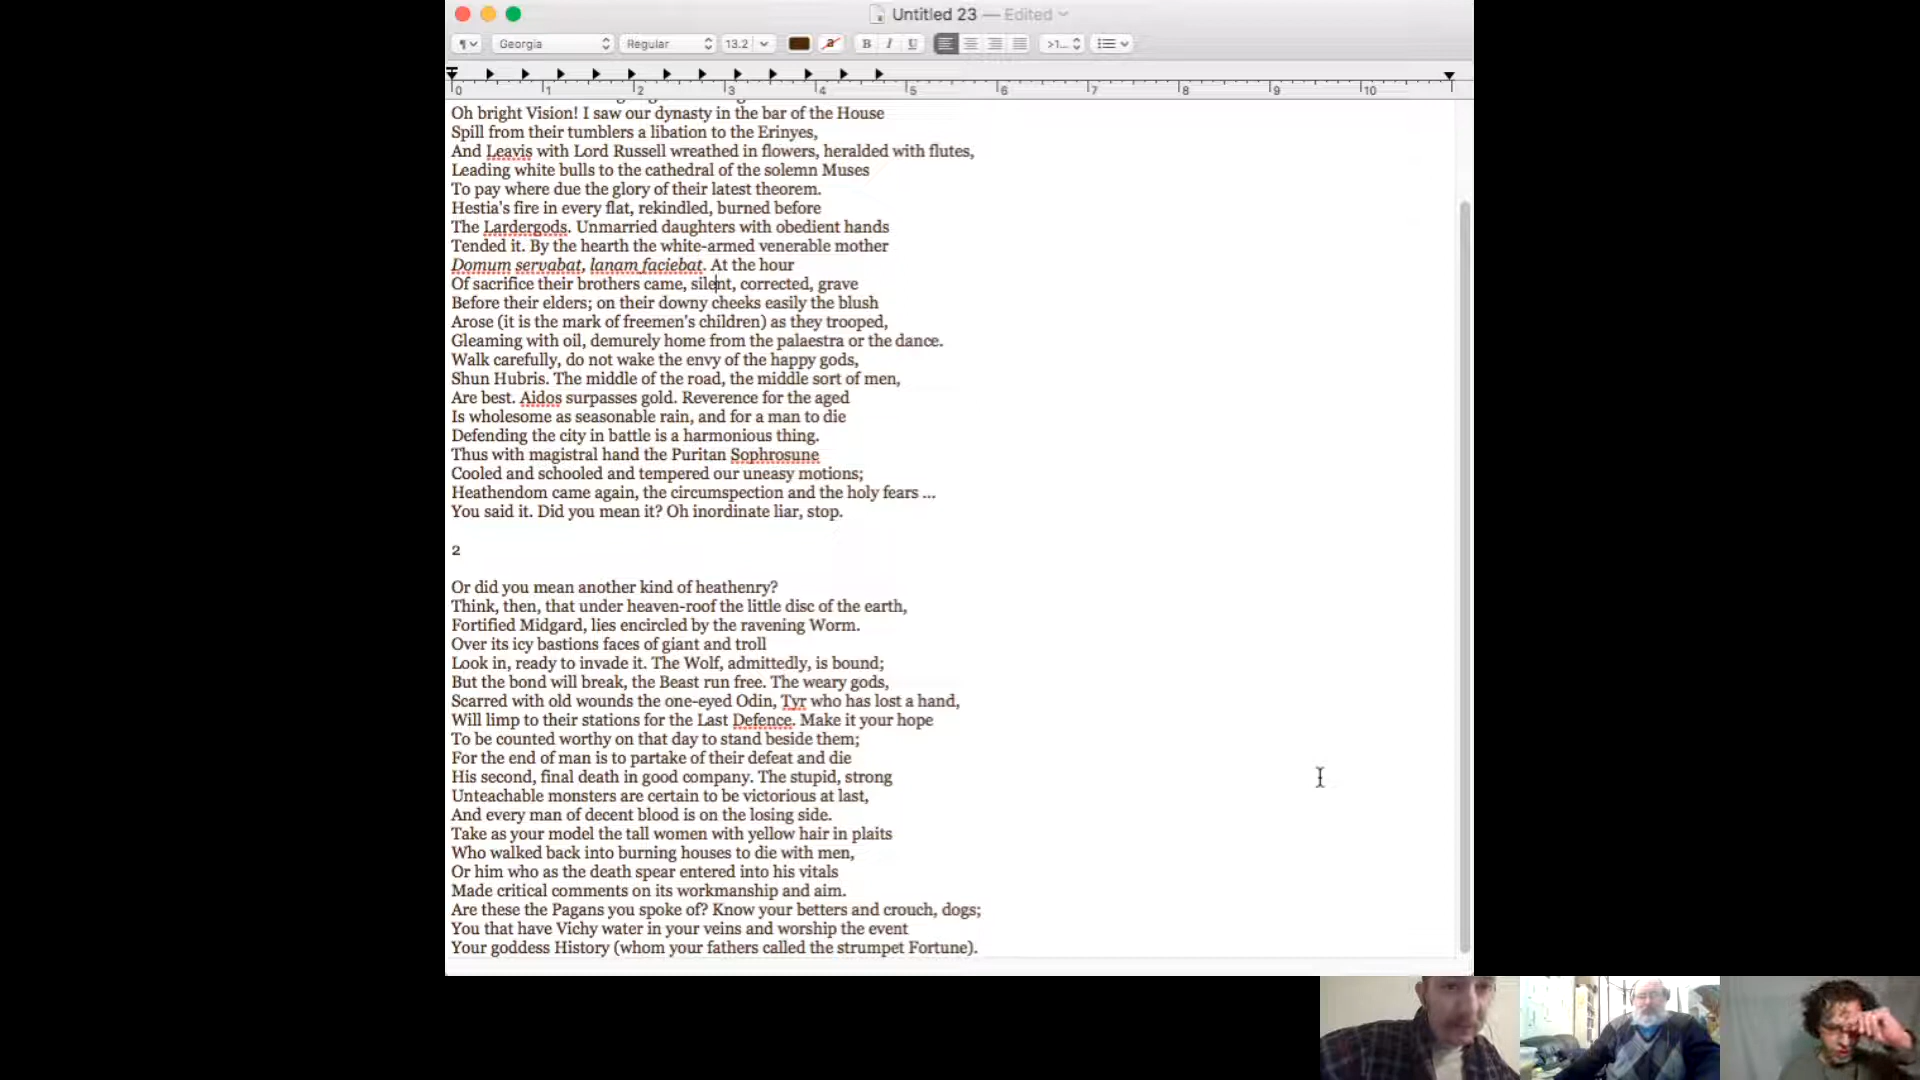 Untitled 23 — Edited
¶ Georgia Regular 13.2 a B I U >1...
0 1 2 3 4 5 6 7 8 9 10
Oh bright Vision! I saw our dynasty in the bar of the House
Spill from their tumblers a libation to the Erinyes,
And Leavis with Lord Russell wreathed in flowers, heralded with flutes,
Leading white bulls to the cathedral of the solemn Muses
To pay where due the glory of their latest theorem.
Hestia's fire in every flat, rekindled, burned before
The Lardergods. Unmarried daughters with obedient hands
Tended it. By the hearth the white-armed venerable mother
Domum servabat, lanam faciebat. At the hour
Of sacrifice their brothers came, silent, corrected, grave
Before their elders; on their downy cheeks easily the blush
Arose (it is the mark of freemen's children) as they trooped,
Gleaming with oil, demurely home from the palaestra or the dance.
Walk carefully, do not wake the envy of the happy gods,
Shun Hubris. The middle of the road, the middle sort of men,
Are best. Aidos surpasses gold. Reverence for the aged
Is wholesome as seasonable rain, and for a man to die
Defending the city in battle is a harmonious thing.
Thus with magistral hand the Puritan Sophrosune
Cooled and schooled and tempered our uneasy motions;
Heathendom came again, the circumspection and the holy fears ...
You said it. Did you mean it? Oh inordinate liar, stop.
2
Or did you mean another kind of heathenry?
Think, then, that under heaven-roof the little disc of the earth,
Fortified Midgard, lies encircled by the ravening Worm.
Over its icy bastions faces of giant and troll
Look in, ready to invade it. The Wolf, admittedly, is bound;
But the bond will break, the Beast run free. The weary gods,
Scarred with old wounds the one-eyed Odin, Tyr who has lost a hand,
Will limp to their stations for the Last Defence. Make it your hope
To be counted worthy on that day to stand beside them;
For the end of man is to partake of their defeat and die
His second, final death in good company. The stupid, strong
Unteachable monsters are certain to be victorious at last,
And every man of decent blood is on the losing side.
Take as your model the tall women with yellow hair in plaits
Who walked back into burning houses to die with men,
Or him who as the death spear entered into his vitals
Made critical comments on its workmanship and aim.
Are these the Pagans you spoke of? Know your betters and crouch, dogs;
You that have Vichy water in your veins and worship the event
Your goddess History (whom your fathers called the strumpet Fortune).